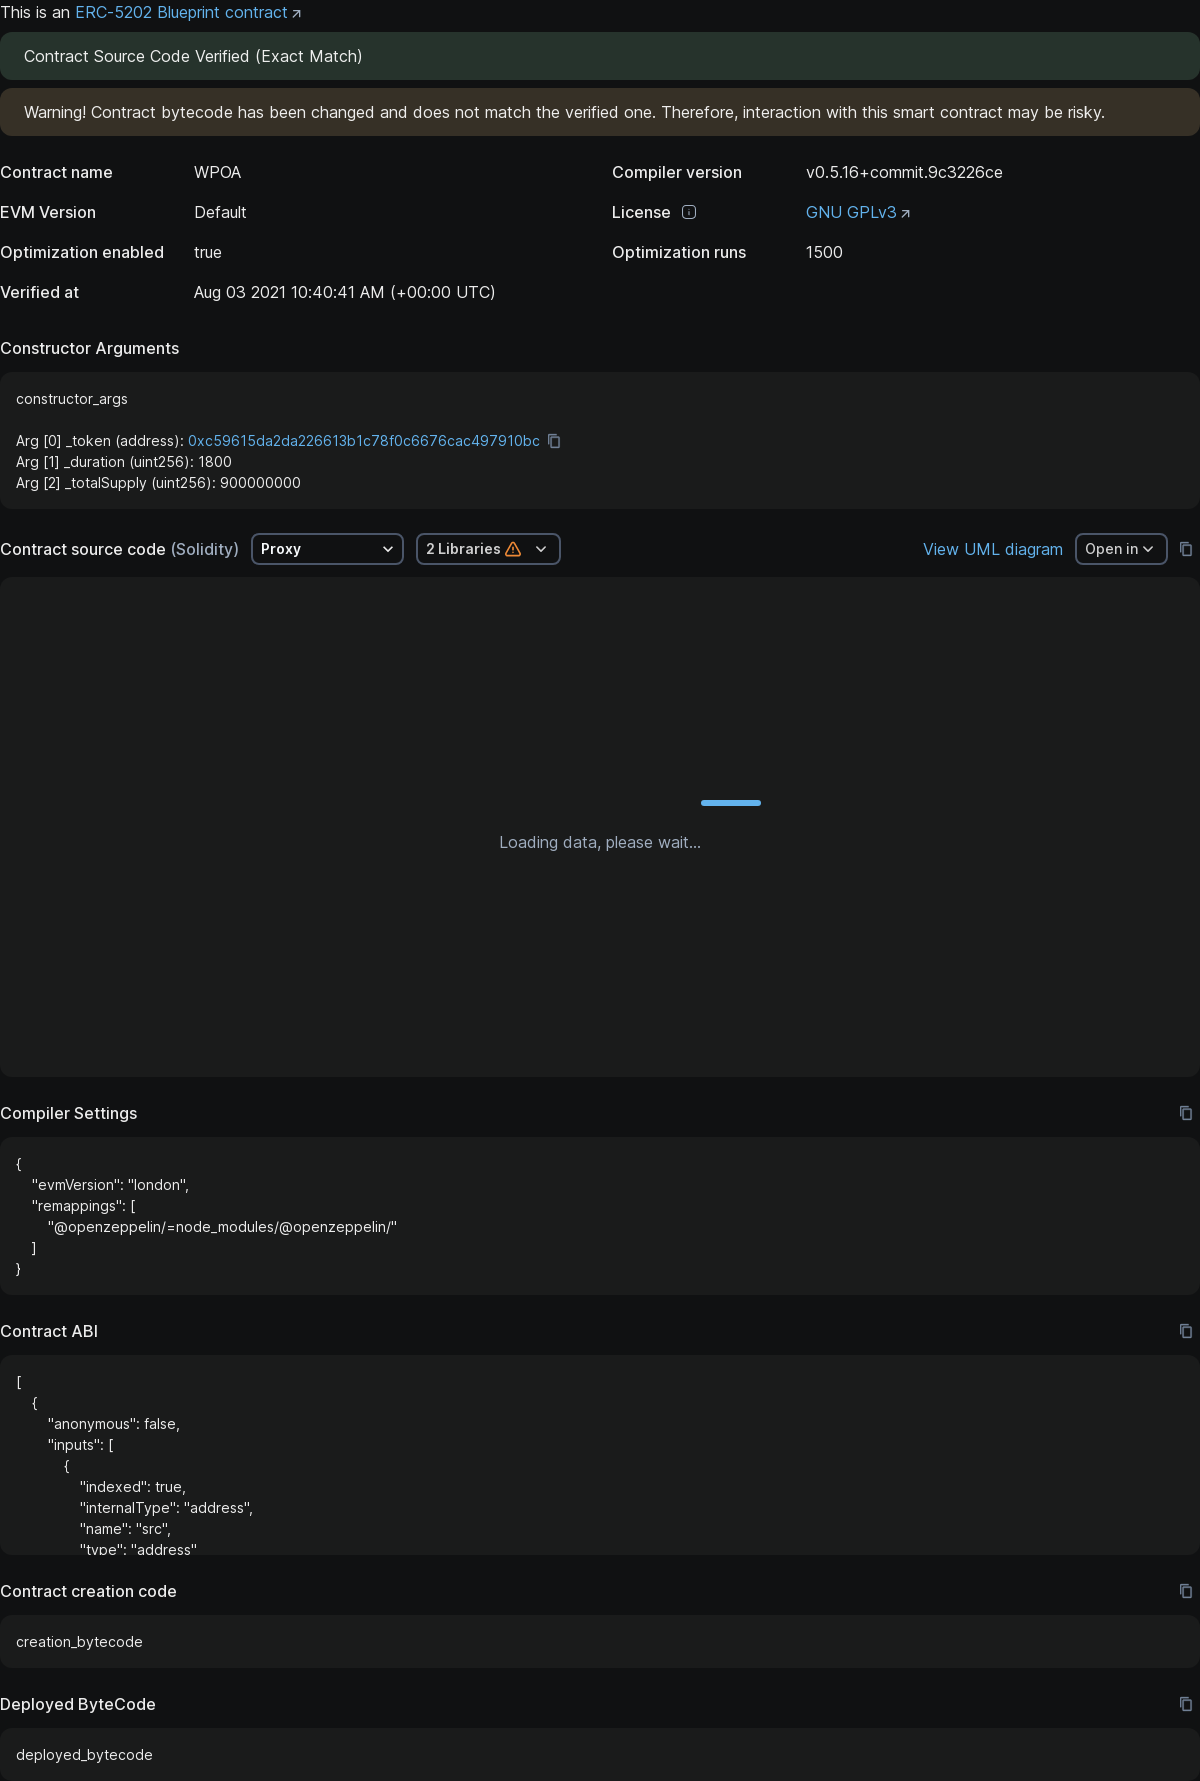 This is an ERC-5202 Blueprint contract
Contract Source Code Verified (Exact Match)
Warning! Contract bytecode has been changed and does not match the verified one. Therefore, interaction with this smart contract may be risky.
Contract name WPOA Compiler version v0.5.16+commit.9c3226ce
EVM Version Default License GNU GPLv3
Optimization enabled true Optimization runs 1500
Verified at Aug 03 2021 10:40:41 AM (+00:00 UTC)
Constructor Arguments
constructor_args
Arg [0] _token (address): 0xc59615da2da226613b1c78f0c6676cac497910bc
Arg [1] _duration (uint256): 1800
Arg [2] _totalSupply (uint256): 900000000
Contract source code (Solidity) Proxy 2 Libraries View UML diagram Open in
Loading data, please wait...
Compiler Settings
{
    "evmVersion": "london",
    "remappings": [
        "@openzeppelin/=node_modules/@openzeppelin/"
    ]
}
Contract ABI
[
    {
        "anonymous": false,
        "inputs": [
            {
                "indexed": true,
                "internalType": "address",
                "name": "src",
                "type": "address"
Contract creation code
creation_bytecode
Deployed ByteCode
deployed_bytecode